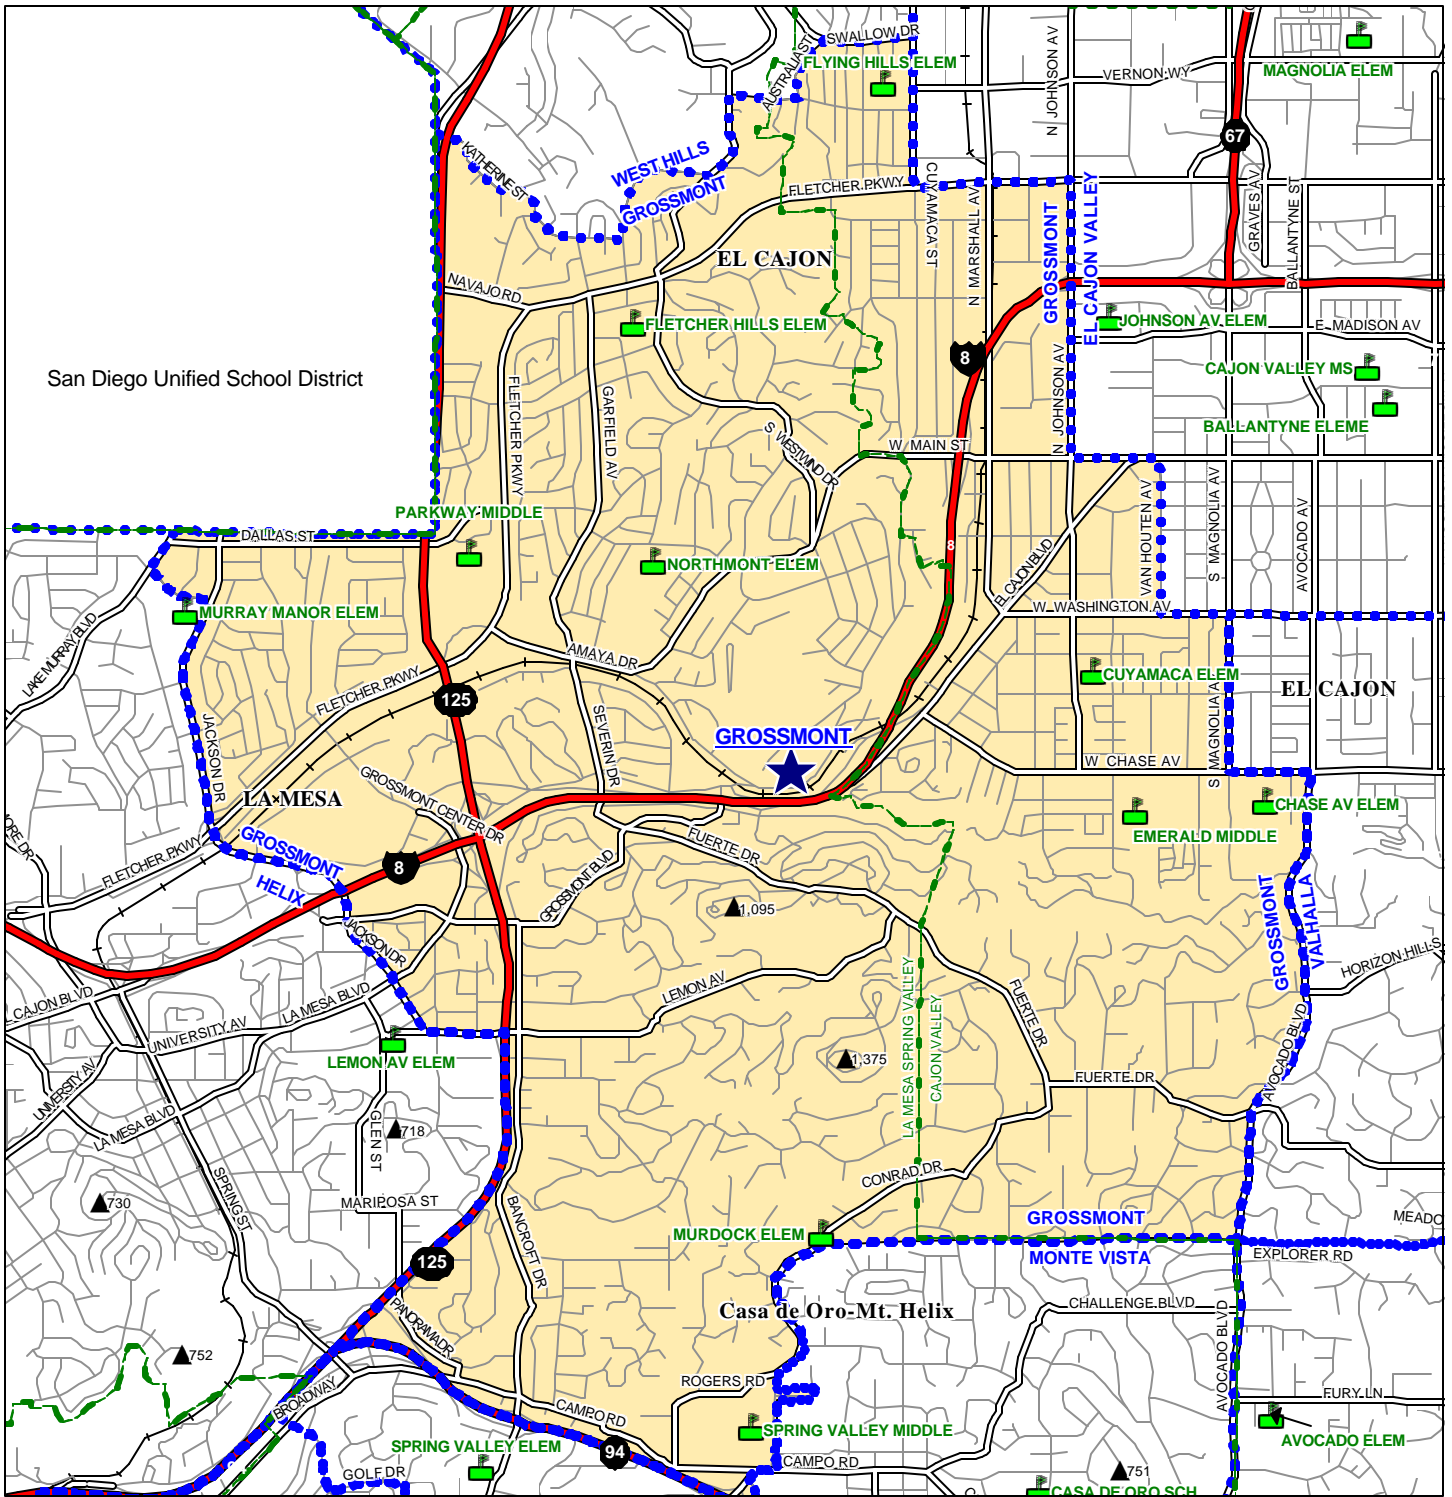 SWALLOW DR
AUSTRALIA ST
FLYING HILLS ELEM
N JOHNSON AV
VERNON WY
MAGNOLIA ELEM
67
KATHERINE ST
WEST HILLS
GROSSMONT
FLETCHER PKWY
CUYAMACA ST
N MARSHALL AV
GROSSMONT
EL CAJON VALLEY
GRAVES AV
BALLANTYNE ST
EL CAJON
NAVAJO RD
FLETCHER HILLS ELEM
JOHNSON AV ELEM
E MADISON AV
8
CAJON VALLEY MS
San Diego Unified School District
FLETCHER PKWY
GARFIELD AV
S WESTWIND DR
W MAIN ST
N JOHNSON AV
BALLANTYNE ELEME
PARKWAY MIDDLE
DALLAS ST
NORTHMONT ELEM
8
EL CAJON BLVD
VAN HOUTEN AV
S MAGNOLIA AV
AVOCADO AV
MURRAY MANOR ELEM
W WASHINGTON AV
LAKE MURRAY BLVD
AMAYA DR
CUYAMACA ELEM
EL CAJON
FLETCHER PKWY
125
JACKSON DR
SEVERIN DR
GROSSMONT
S MAGNOLIA A
W CHASE AV
GROSSMONT CENTER DR
LA MESA
CHASE AV ELEM
EMERALD MIDDLE
MORE DR
GROSSMONT
HELIX
FLETCHER PKWY
8
GROSSMONT BLVD
FUERTE DR
1,095
GROSSMONT
VALHALLA
JACKSON DR
HORIZON HILLS
LEMON AV
LA MESA SPRING VALLEY
CAJON VALLEY
FUERTE DR
CAJON BLVD
LA MESA BLVD
UNIVERSITY AV
LEMON AV ELEM
1,375
AVOCADO BLVD
UNIVERSITY AV
FUERTE DR
LA MESA BLVD
GLEN ST
718
CONRAD DR
SPRING ST
730
MARIPOSA ST
BANCROFT DR
GROSSMONT
MURDOCK ELEM
MONTE VISTA
MEADO
EXPLORER RD
125
Casa de Oro-Mt. Helix
CHALLENGE BLVD
PANORAMA DR
752
AVOCADO BLVD
ROGERS RD
BROADWAY
FURY LN
CAMPO RD
SPRING VALLEY MIDDLE
AVOCADO ELEM
SPRING VALLEY ELEM
94
CAMPO RD
GOLF DR
751
CASA DE ORO SCH